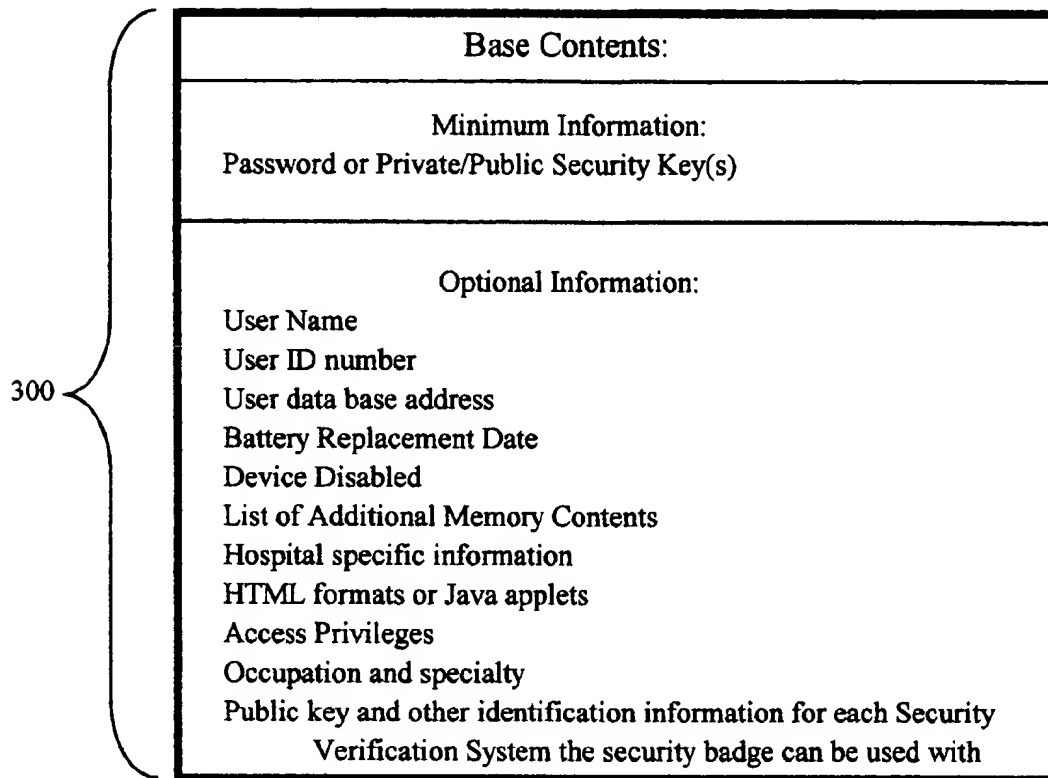 Base Contents:
Minimum Information:
Password or Private/Public Security Key(s)
Optional Information:
User Name
User ID number
User data base address
300
Battery Replacement Date
Device Disabled
List of Additional Memory Contents
Hospital specific information
HTML formats or Java applets
Access Privileges
Occupation and specialty
Public key and other identification information for each Security
Verification System the security badge can be used with